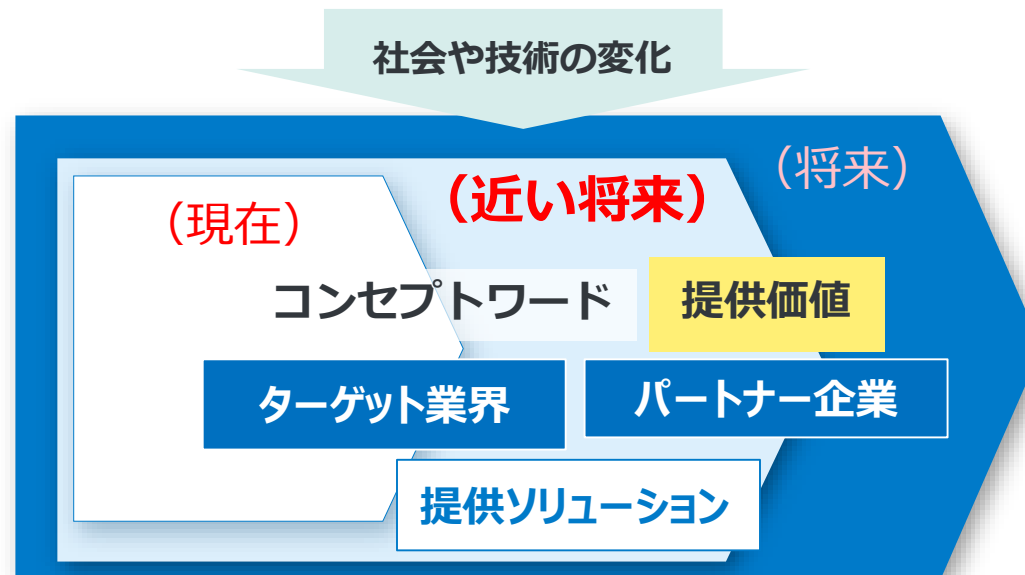 社会や技術の変化
（将来）
（近い将来）
（現在）
コンセプトワード
提供価値
ターゲット業界
パートナー企業
提供ソリューション